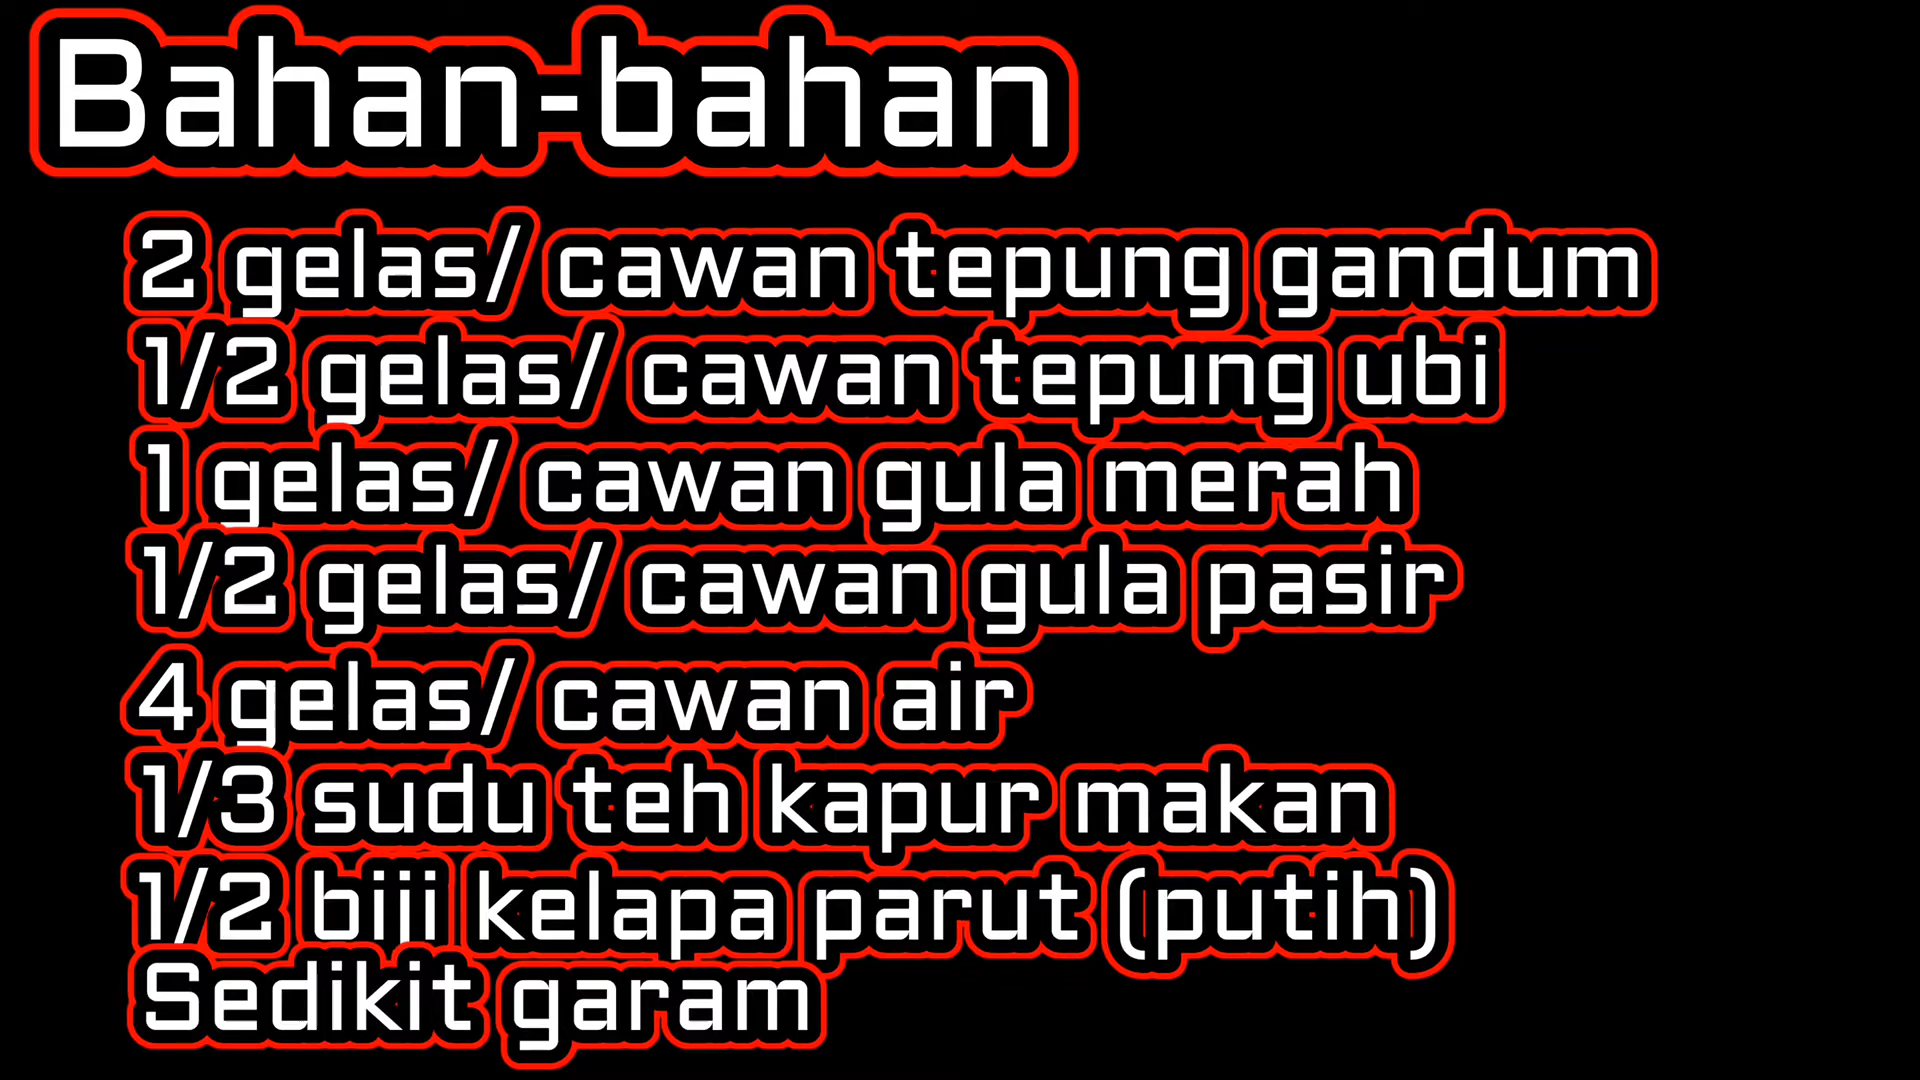 Bahan-bahan
2 gelas/ cawan tepung gandum
1/2 gelas/ cawan tepung ubi
1 gelas/ cawan gula merah
1/2 gelas/ cawan gula pasir
4 gelas/ cawan air
1/3 sudu teh kapur makan
1/2 biji kelapa parut (putih)
Sedikit garam